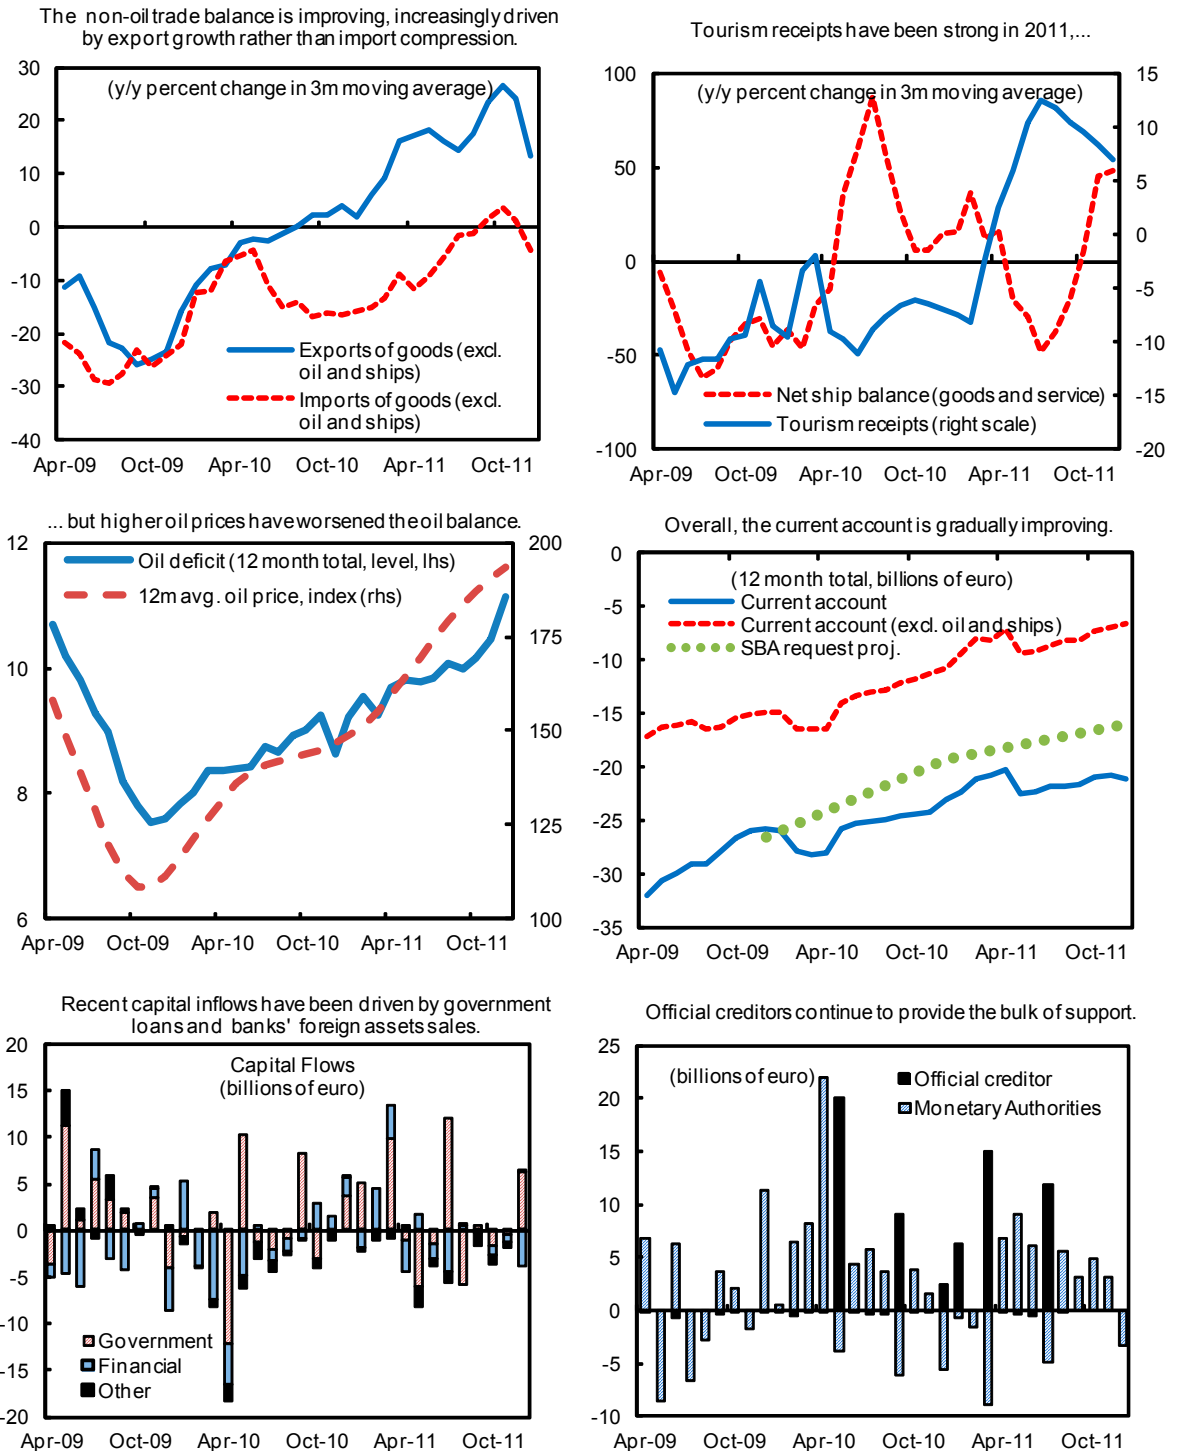 The non-oil trade balance is improving, increasingly driven
by export growth rather than import compression.
30
20
10
0
-10
-20
-30
-40
(y/y percent change in 3m moving average)
Exports of goods (excl.
oil and ships)
Imports of goods (excl.
oil and ships)
Apr-09 Oct-09 Apr-10 Oct-10 Apr-11 Oct-11
Tourism receipts have been strong in 2011,...
100
50
0
-50
-100
(y/y percent change in 3m moving average)
15
10
5
0
-5
-10
-15
-20
Net ship balance (goods and service)
Tourism receipts (right scale)
Apr-09 Oct-09 Apr-10 Oct-10 Apr-11 Oct-11
... but higher oil prices have worsened the oil balance.
12
10
8
6
Oil deficit (12 month total, level, lhs)
12m avg. oil price, index (rhs)
200
175
150
125
100
Apr-09 Oct-09 Apr-10 Oct-10 Apr-11 Oct-11
Overall, the current account is gradually improving.
0
-5
-10
-15
-20
-25
-30
-35
(12 month total, billions of euro)
Current account
Current account (excl. oil and ships)
SBA request proj.
Apr-09 Oct-09 Apr-10 Oct-10 Apr-11 Oct-11
Recent capital inflows have been driven by government
loans and banks' foreign assets sales.
20
15
10
5
0
-5
-10
-15
-20
Capital Flows
(billions of euro)
Government
Financial
Other
Apr-09 Oct-09 Apr-10 Oct-10 Apr-11 Oct-11
Official creditors continue to provide the bulk of support.
25
20
15
10
5
0
-5
-10
(billions of euro)
Official creditor
Monetary Authorities
Apr-09 Oct-09 Apr-10 Oct-10 Apr-11 Oct-11